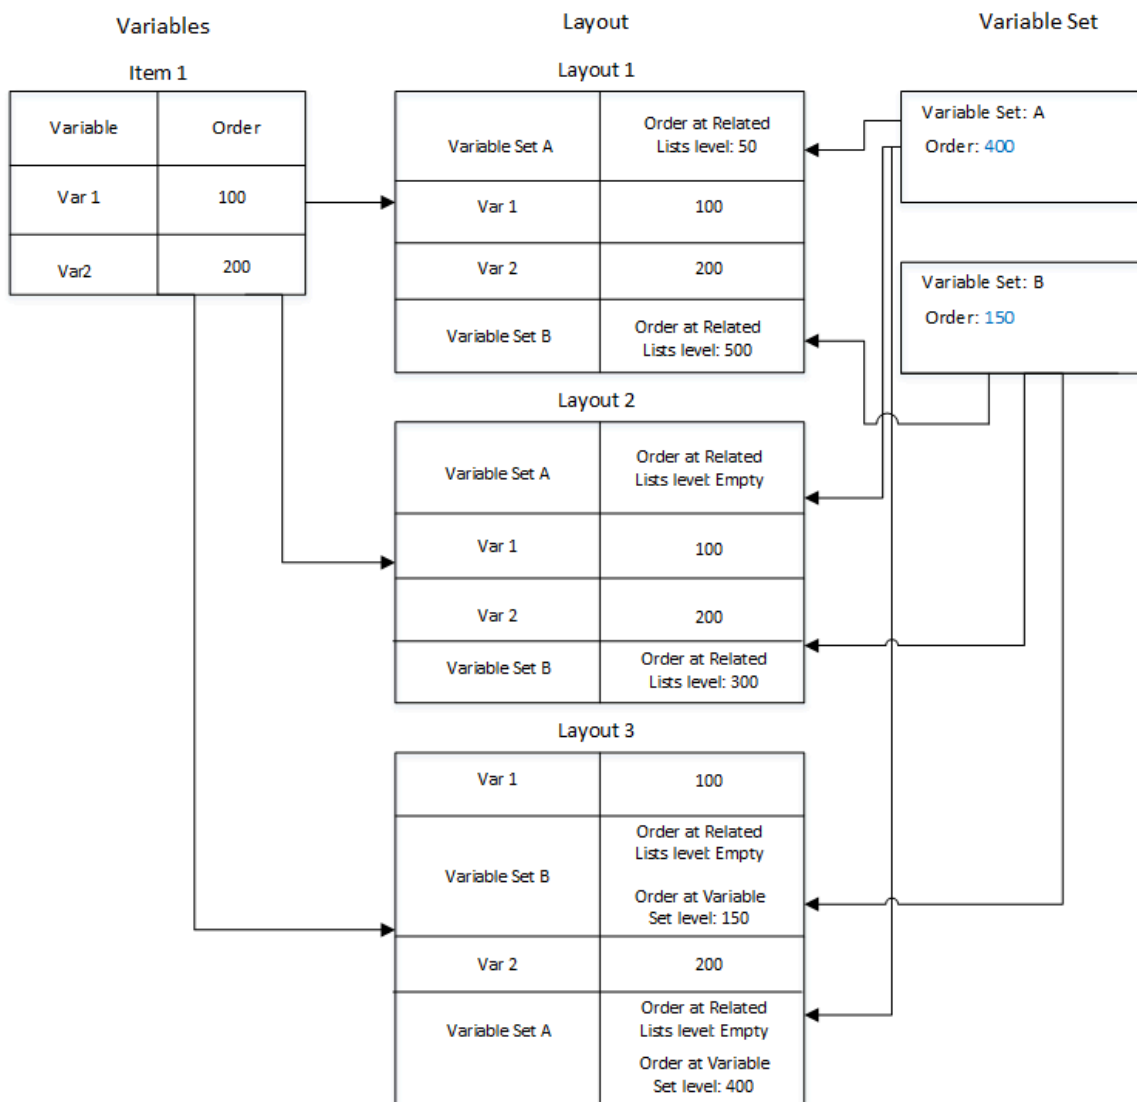 Variables
Layout
Variable Set
Item 1
Variable
Order
Var 1
100
Var2
200
Layout 1
Variable Set A
Order at Related
Lists level: 50
Var 1
100
Var 2
200
Variable Set B
Order at Related
Lists level: 500
Layout 2
Variable Set A
Order at Related
Lists level: Empty
Var 1
100
Var 2
200
Variable Set B
Order at Related
Lists level: 300
Layout 3
Var 1
100
Variable Set B
Order at Related
Lists level: Empty
Order at Variable
Set level: 150
Var 2
200
Variable Set A
Order at Related
Lists level: Empty
Order at Variable
Set level: 400
Variable Set: A
Order: 400
Variable Set: B
Order: 150